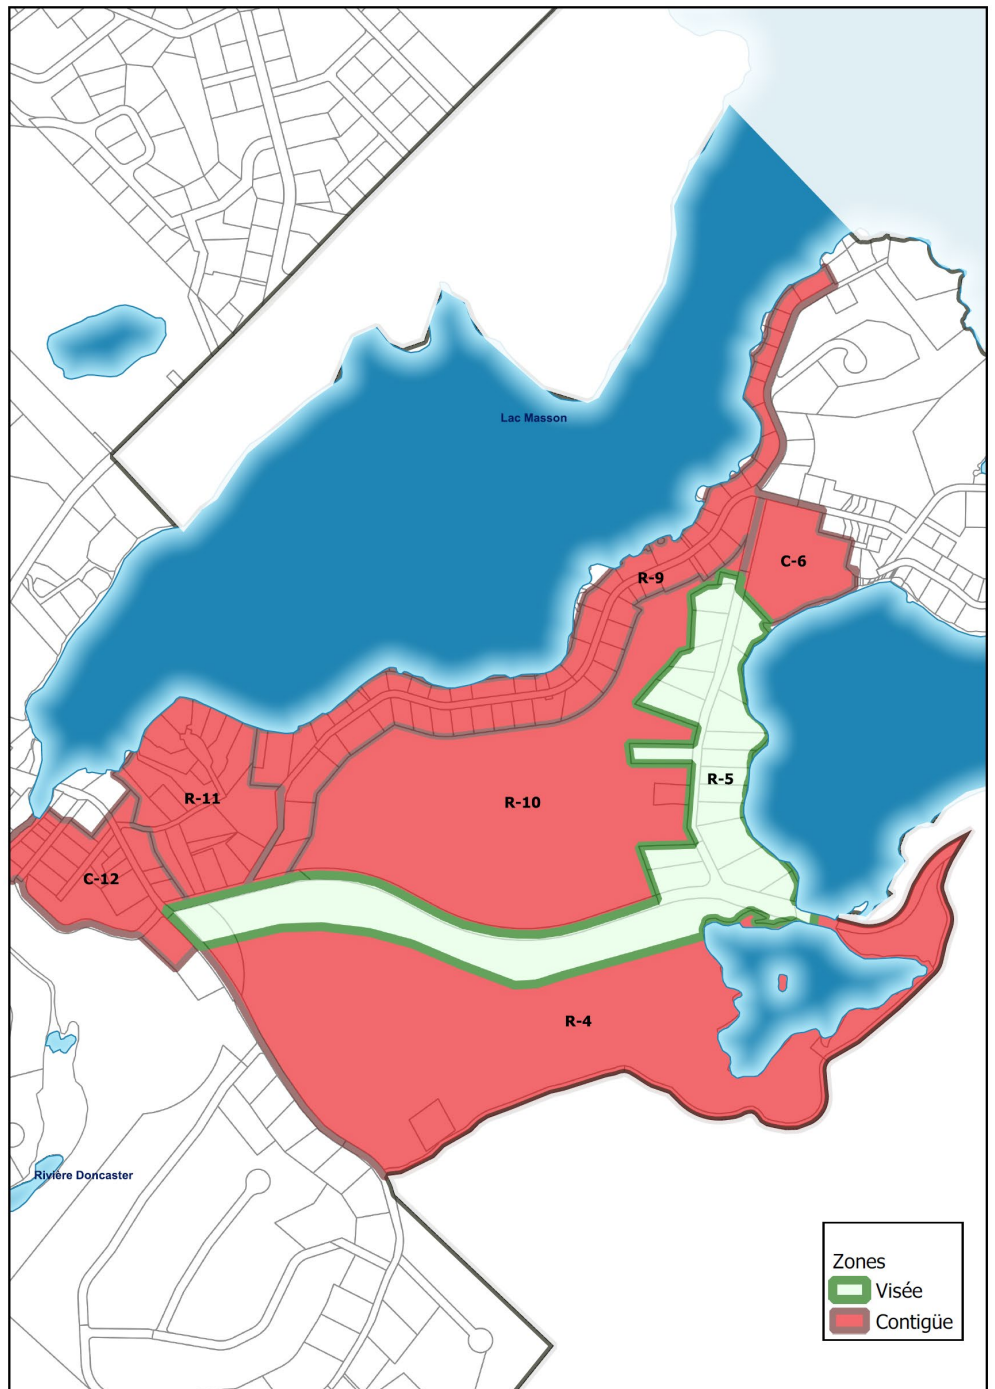 Lac Masson
C-6
R-9
R-5
R-11
R-10
C-12
R-4
Rivière Doncaster
Zones
Visée
Contigüe